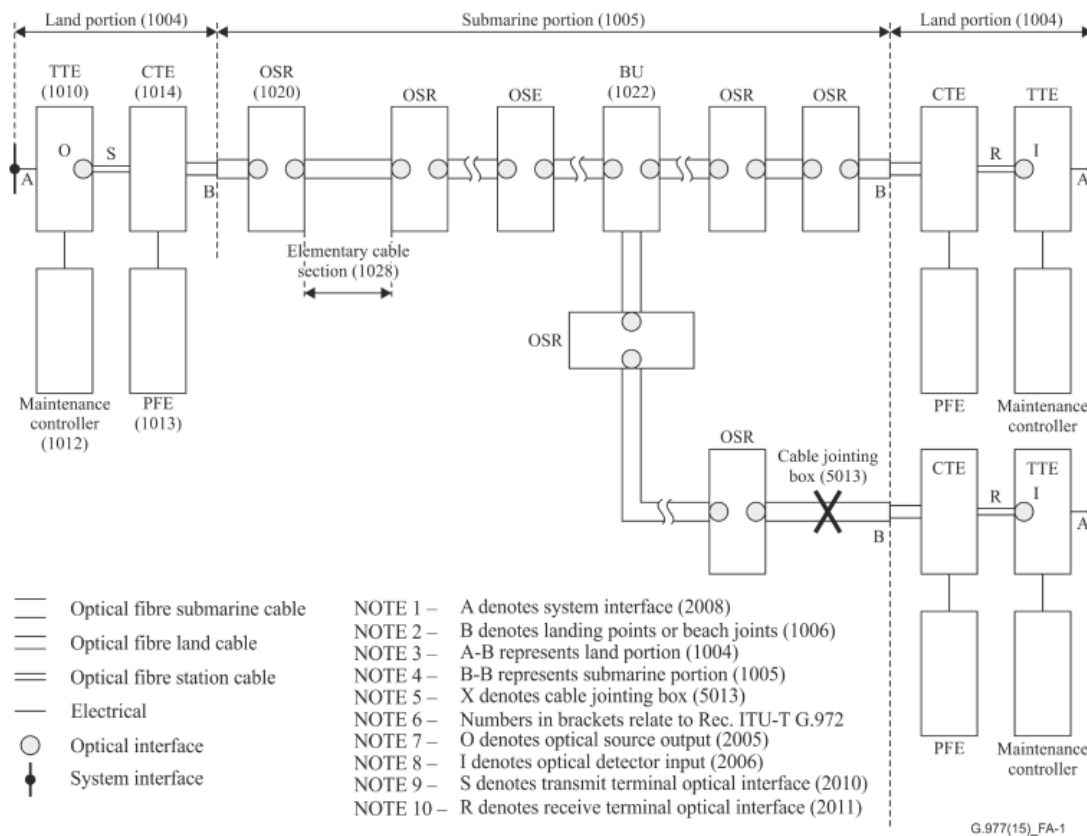 Land portion (1004)
Submarine portion (1005)
Land portion (1004)
TTE
(1010)
CTE
(1014)
OSR
(1020)
OSR
OSE
BU
(1022)
OSR
OSR
CTE
TTE
O
S
R
I
A
B
B
A
Elementary cable
section (1028)
OSR
Maintenance
controller
(1012)
PFE
(1013)
PFE
Maintenance
controller
OSR
Cable jointing
box (5013)
CTE
TTE
R
I
B
A
Optical fibre submarine cable
Optical fibre land cable
Optical fibre station cable
Electrical
Optical interface
System interface
NOTE 1 – A denotes system interface (2008)
NOTE 2 – B denotes landing points or beach joints (1006)
NOTE 3 – A-B represents land portion (1004)
NOTE 4 – B-B represents submarine portion (1005)
NOTE 5 – X denotes cable jointing box (5013)
NOTE 6 – Numbers in brackets relate to Rec. ITU-T G.972
NOTE 7 – O denotes optical source output (2005)
NOTE 8 – I denotes optical detector input (2006)
NOTE 9 – S denotes transmit terminal optical interface (2010)
NOTE 10 – R denotes receive terminal optical interface (2011)
PFE
Maintenance
controller
G.977(15)_FA-1